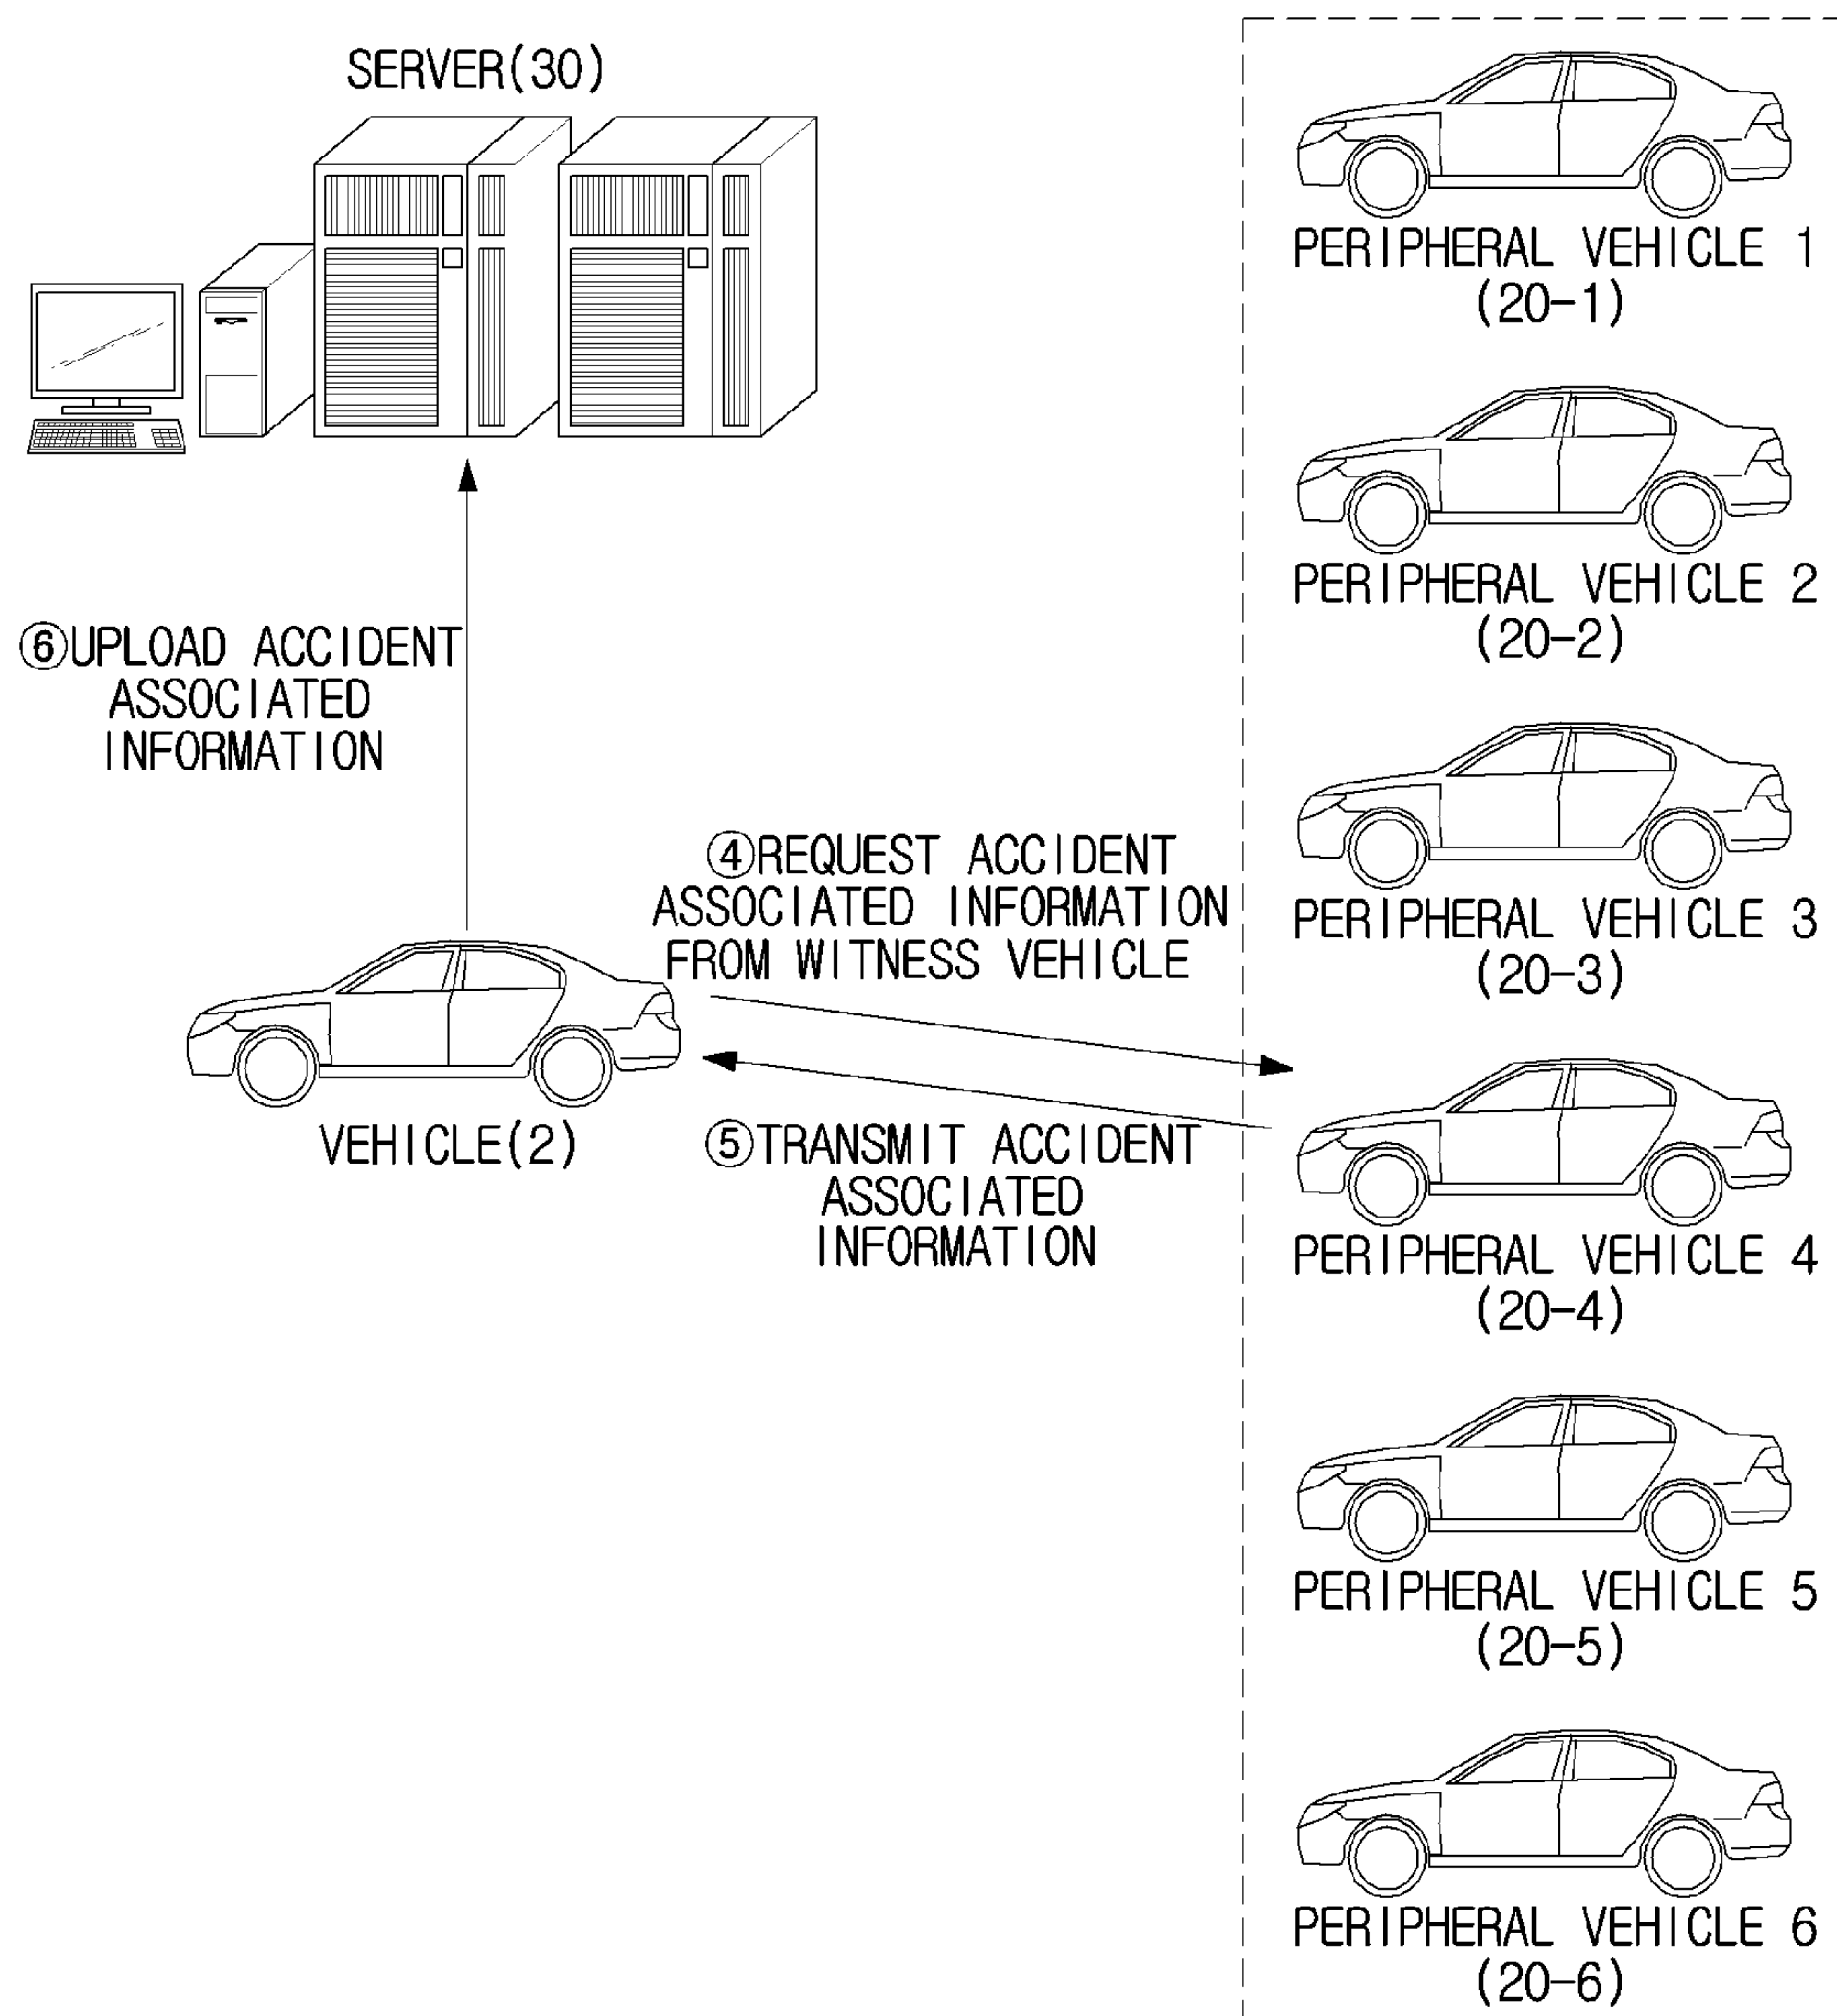 SERVER(30)
PERIPHERAL VEHICLE 1
(20-1)
PERIPHERAL VEHICLE 2
(20-2)
⑥UPLOAD ACCIDENT
ASSOCIATED
INFORMATION
④REQUEST ACCIDENT
ASSOCIATED INFORMATION
FROM WITNESS VEHICLE
PERIPHERAL VEHICLE 3
(20-3)
VEHICLE(2)
⑤TRANSMIT ACCIDENT
ASSOCIATED
INFORMATION
PERIPHERAL VEHICLE 4
(20-4)
PERIPHERAL VEHICLE 5
(20-5)
PERIPHERAL VEHICLE 6
(20-6)